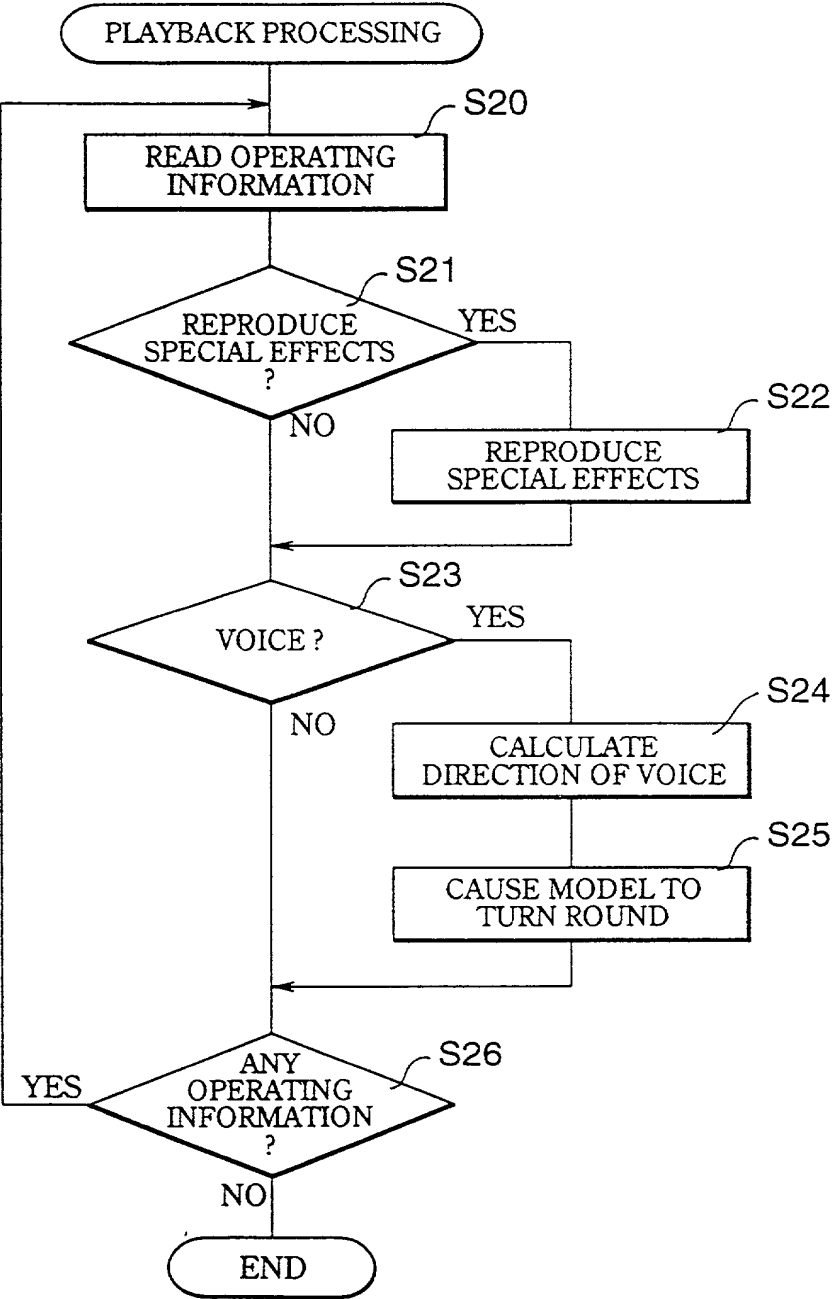 PLAYBACK PROCESSING
S20
READ OPERATING
INFORMATION
S21
REPRODUCE
SPECIAL EFFECTS
?
YES
NO
S22
REPRODUCE
SPECIAL EFFECTS
S23
VOICE ?
YES
NO
S24
CALCULATE
DIRECTION OF VOICE
S25
CAUSE MODEL TO
TURN ROUND
S26
ANY
OPERATING
INFORMATION
?
YES
NO
END